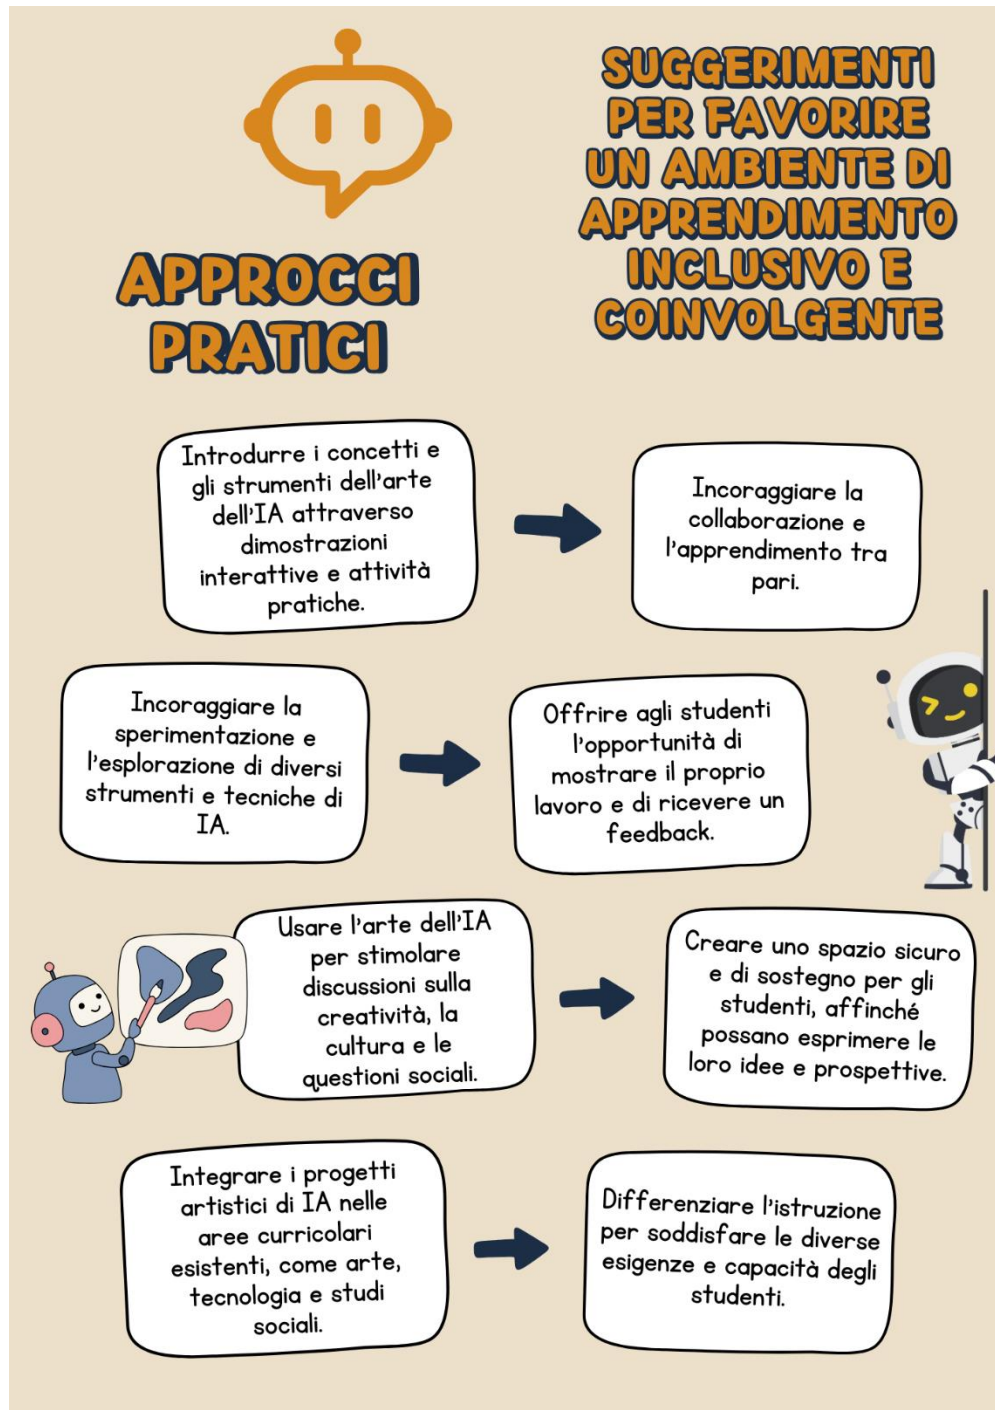 APPROCCI
PRATICI
SUGGERIMENTI
PER FAVORIRE
UN AMBIENTE DI
APPRENDIMENTO
INCLUSIVO E
COINVOLGENTE
Introdurre i concetti e
gli strumenti dell'arte
dell'IA attraverso
dimostrazioni
interattive e attività
pratiche.
Incoraggiare la
collaborazione e
l'apprendimento tra
pari.
Incoraggiare la
sperimentazione e
l'esplorazione di diversi
strumenti e tecniche di
IA.
Offrire agli studenti
l'opportunità di
mostrare il proprio
lavoro e di ricevere un
feedback.
Usare l'arte dell'IA
per stimolare
discussioni sulla
creatività, la
cultura e le
questioni sociali.
Creare uno spazio sicuro
e di sostegno per gli
studenti, affinché
possano esprimere le
loro idee e prospettive.
Integrare i progetti
artistici di IA nelle
aree curricolari
esistenti, come arte,
tecnologia e studi
sociali.
Differenziare l'istruzione
per soddisfare le diverse
esigenze e capacità degli
studenti.